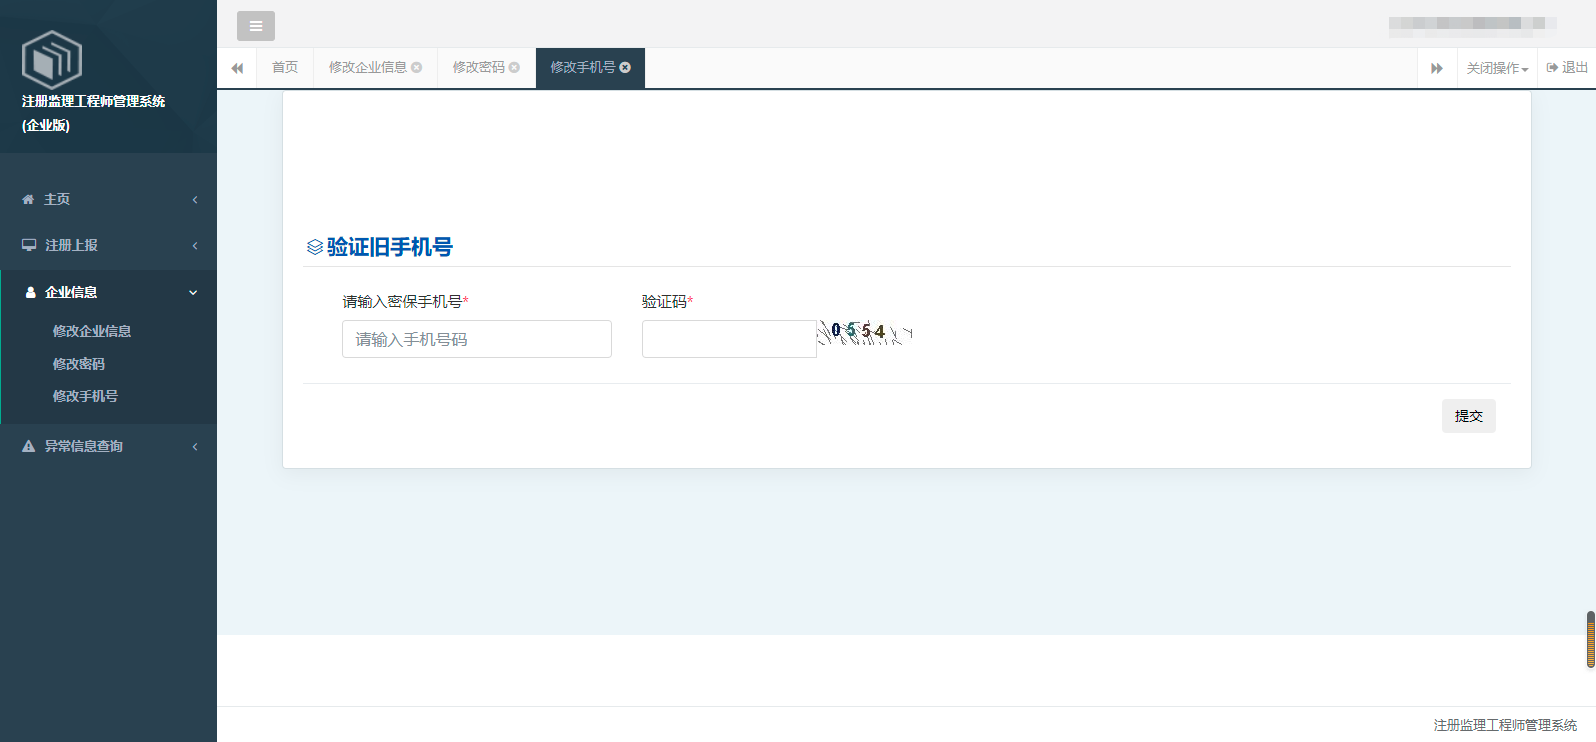 注册监理工程师管理系统
(企业版)
主页
注册上报
企业信息
修改企业信息
修改密码
修改手机号
异常信息查询
首页
修改企业信息
修改密码
修改手机号
关闭操作
退出
验证旧手机号
请输入密保手机号*
验证码*
请输入手机号码
0554
提交
注册监理工程师管理系统